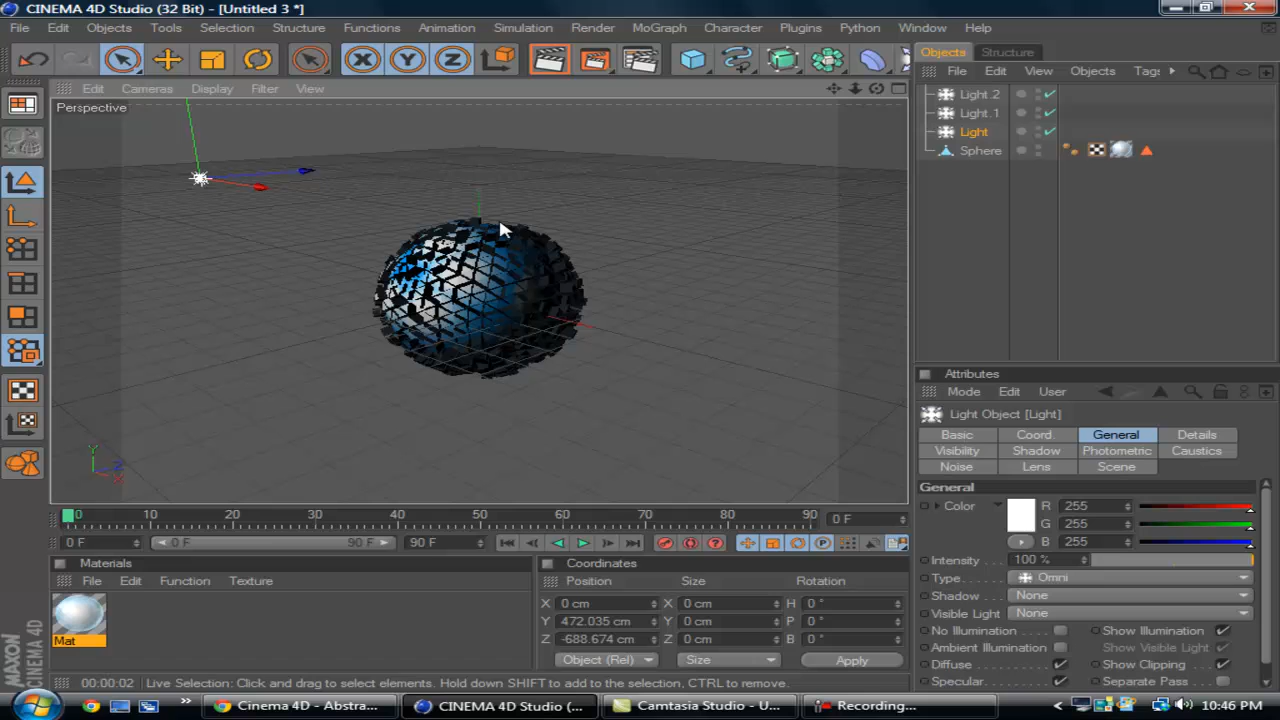 CINEMA 4D Studio (32 Bit) - [Untitled 3 *]
File Edit Objects Tools Selection Structure Functions Animation Simulation Render MoGraph Character Plugins Python Window Help
X Y Z
Objects Structure
File Edit View Objects Tags
Edit Cameras Display Filter View
Perspective
Light.2
Light.1
Light
Sphere
Y
Z
X
Attributes
Mode Edit User
Light Object [Light]
Basic Coord. General Details
Visibility Shadow Photometric Caustics
Noise Lens Scene
General
Color R 255
G 255
B 255
Intensity 100 %
Type Omni
Shadow None
Visible Light None
No Illumination Show Illumination
Ambient Illumination Show Visible Light
Diffuse Show Clipping
Specular Separate Pass
0 10 20 30 40 50 60 70 80 90 0 F
0 F 0 F 90 F 90 F
Materials
File Edit Function Texture
Mat
Coordinates
Position Size Rotation
X 0 cm X 0 cm H 0 °
Y 472.035 cm Y 0 cm P 0 °
Z -688.674 cm Z 0 cm B 0 °
Object (Rel) Size Apply
MAXON CINEMA 4D
00:00:02 Live Selection: Click and drag to select elements. Hold down SHIFT to add to the selection, CTRL to remove.
Cinema 4D - Abstra... CINEMA 4D Studio (... Camtasia Studio - U... Recording... 10:46 PM